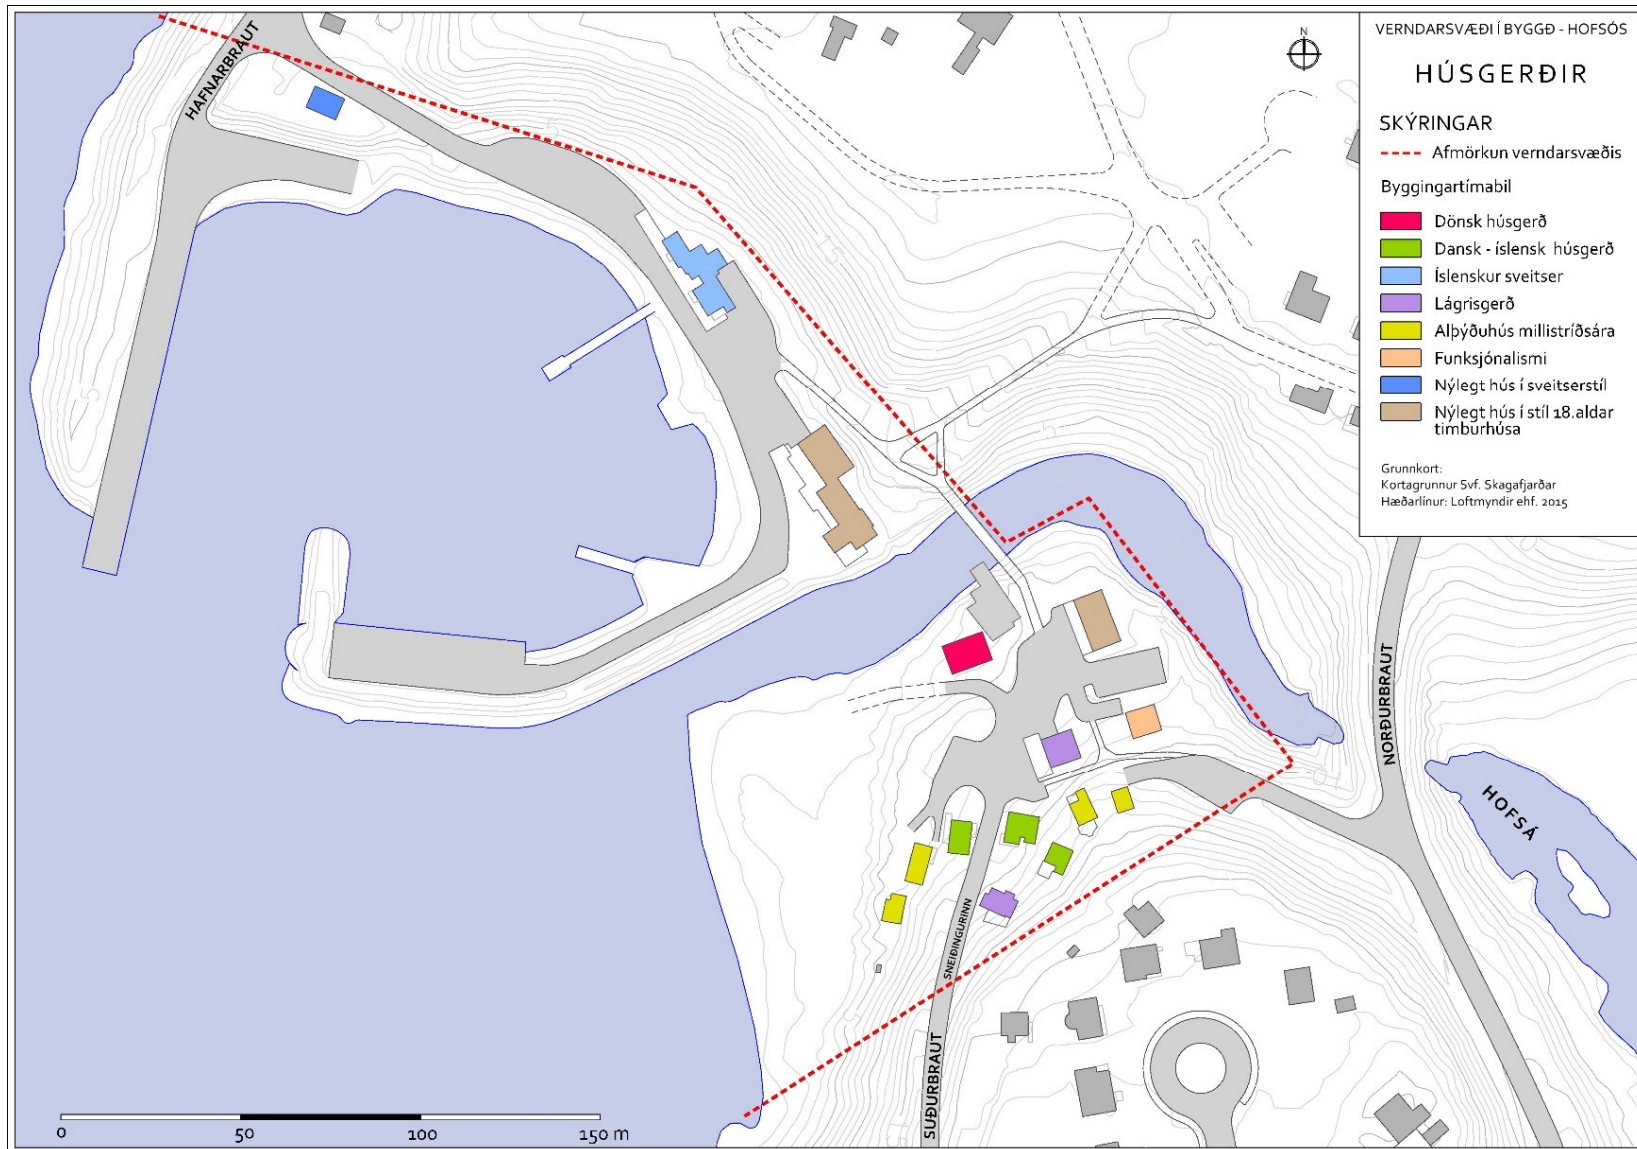 VERNDARSVÆÐI Í BYGGÐ - HOFSÓS
HÚSGERÐIR
SKÝRINGAR
Afmörkun verndarsvæðis
Byggingartímabil
Dönsk húsgerð
Dansk - íslensk húsgerð
Íslenskur sveitser
Lágrisgerð
Alþýðuhús millistríðsára
Funksjónalismi
Nýlegt hús í sveitserstíl
Nýlegt hús í stíl 18.aldar
timburhúsa
Grunnkort:
Kortagrunnur Svf. Skagafjarðar
Hæðarlínur: Loftmyndir ehf. 2015
N
HAFNARBRAUT
NORÐURBRAUT
HOFSÁ
SNEIÐINGURINN
SUÐURBRAUT
0 50 100 150 m